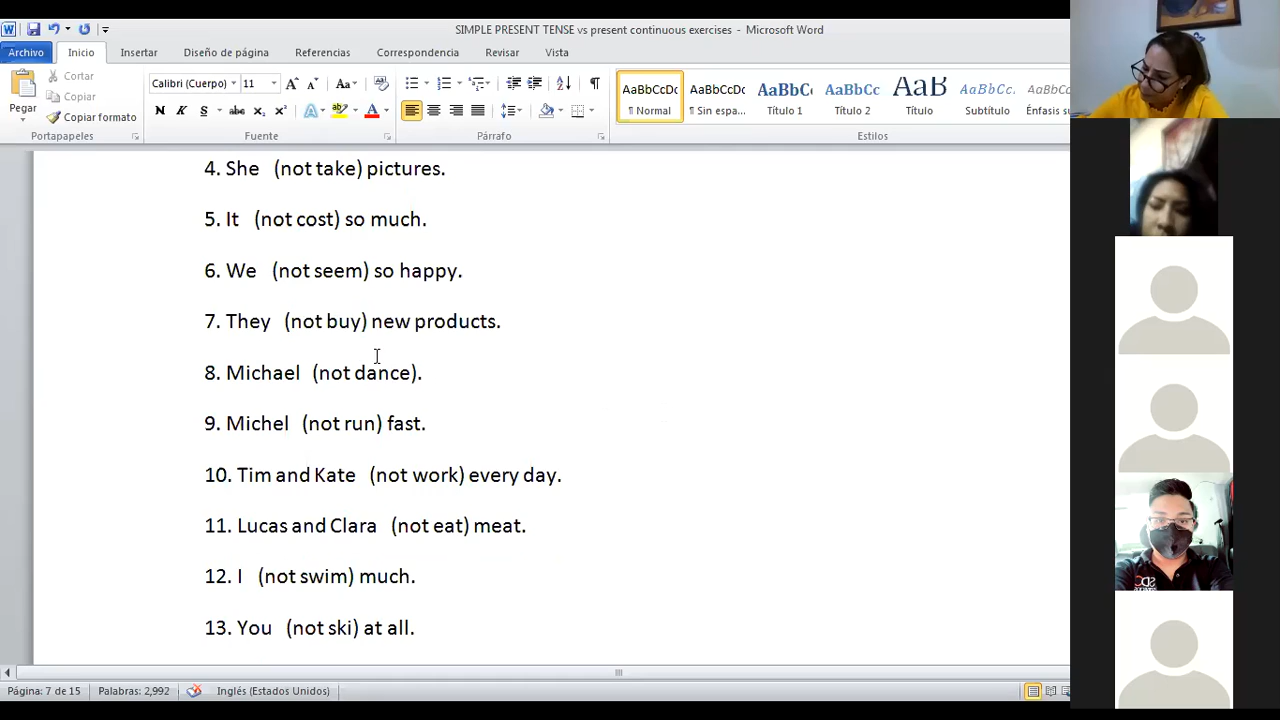 SIMPLE PRESENT TENSE vs present continuous exercises - Microsoft Word
Archivo Inicio Insertar Diseño de página Referencias Correspondencia Revisar Vista
Pegar
Cortar
Copiar
Copiar formato
Portapapeles
Calibri (Cuerpo) 11
Fuente
Párrafo
AaBbCcDc AaBbCcDc AaBbC( AaBbCc AaB AaBbCc. AaBbCcL
¶ Normal ¶ Sin espa... Título 1 Título 2 Título Subtítulo Énfasis su
Estilos
4. She (not take) pictures.
5. It (not cost) so much.
6. We (not seem) so happy.
7. They (not buy) new products.
8. Michael (not dance).
9. Michel (not run) fast.
10. Tim and Kate (not work) every day.
11. Lucas and Clara (not eat) meat.
12. I (not swim) much.
13. You (not ski) at all.
Página: 7 de 15 Palabras: 2,992 Inglés (Estados Unidos)